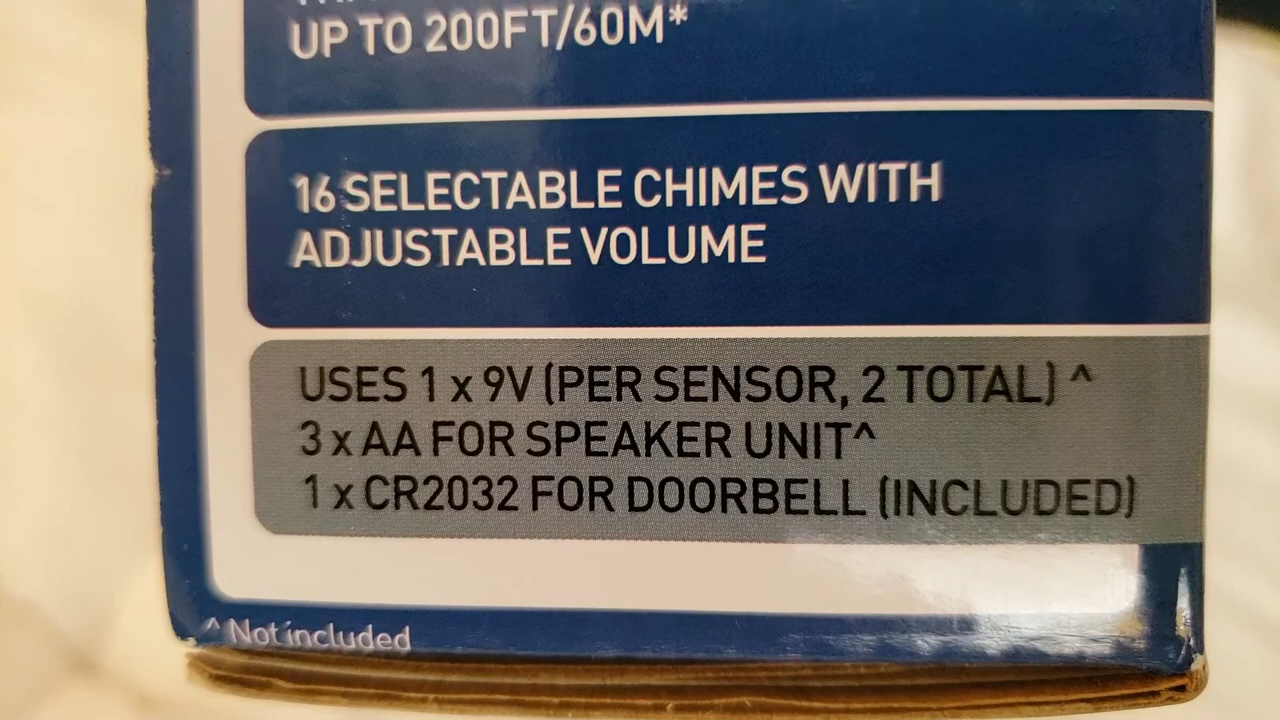 UP TO 200FT/60M*
16 SELECTABLE CHIMES WITH
ADJUSTABLE VOLUME
USES 1 x 9V (PER SENSOR, 2 TOTAL) ^
3 x AA FOR SPEAKER UNIT^
1 x CR2032 FOR DOORBELL (INCLUDED)
^ Not included